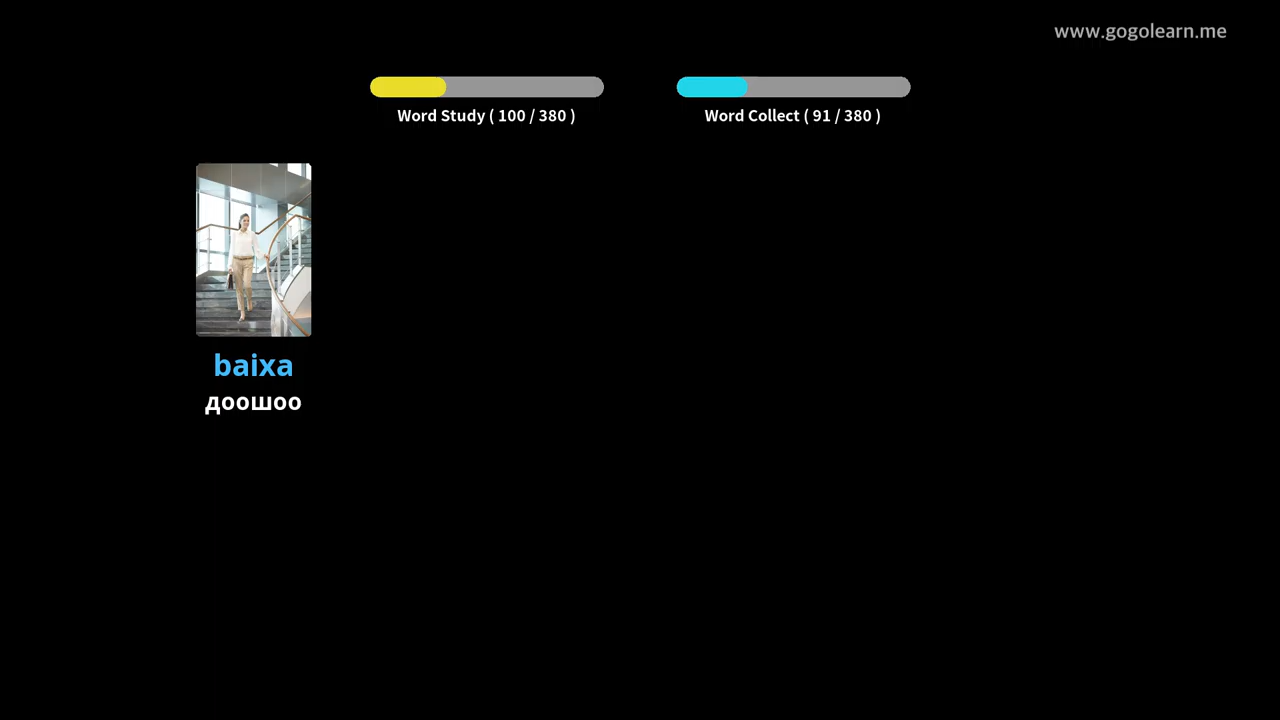 www.gogolearn.me
Word Study ( 100 / 380 )
Word Collect ( 91 / 380 )
baixa
доошоо